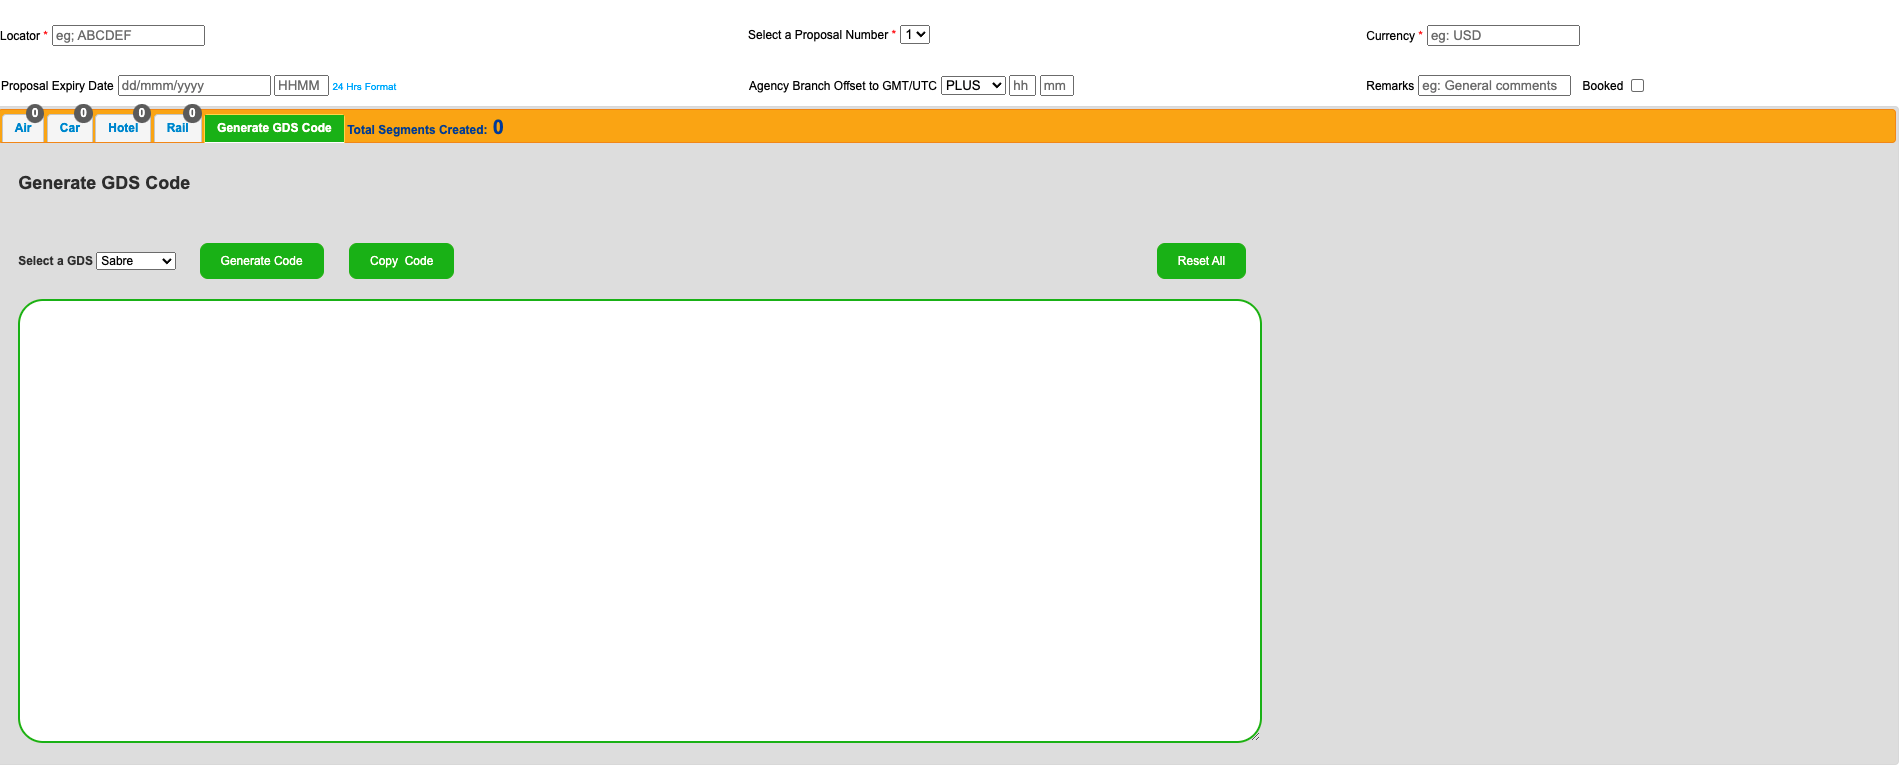 Locator * eg; ABCDEF Select a Proposal Number * 1 Currency * eg: USD
Proposal Expiry Date dd/mmm/yyyy HHMM 24 Hrs Format Agency Branch Offset to GMT/UTC PLUS hh mm Remarks eg: General comments Booked
Air 0 Car 0 Hotel 0 Rail 0 Generate GDS Code Total Segments Created: 0
Generate GDS Code
Select a GDS Sabre Generate Code Copy Code Reset All